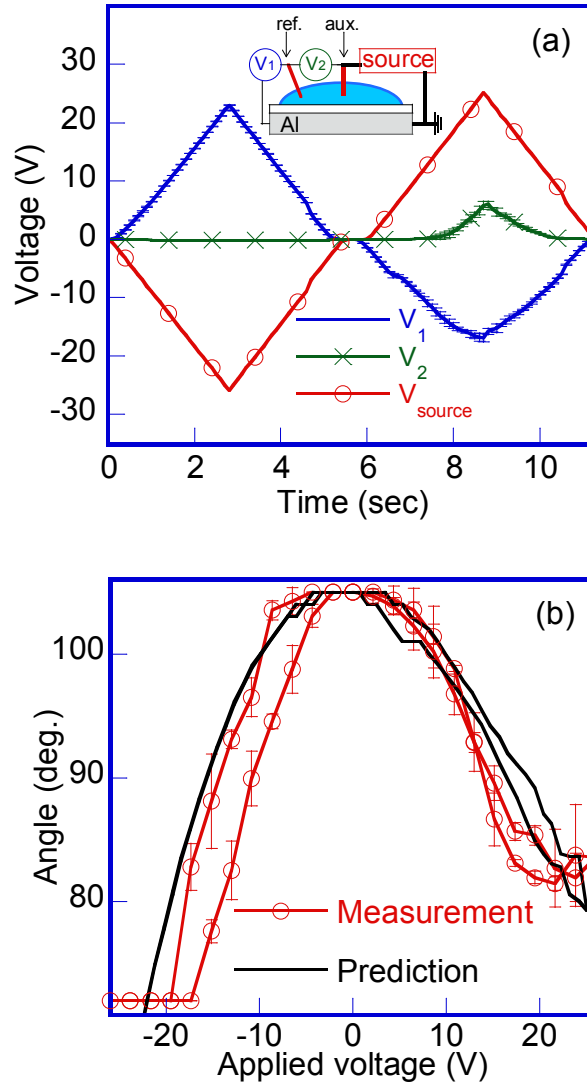 (a)
ref. aux.
V1 V2 source
Al
30
20
10
0
-10
-20
-30
Voltage (V)
V1
V2
Vsource
0 2 4 6 8 10
Time (sec)
(b)
100
90
80
Angle (deg.)
Measurement
Prediction
-20 -10 0 10 20
Applied voltage (V)